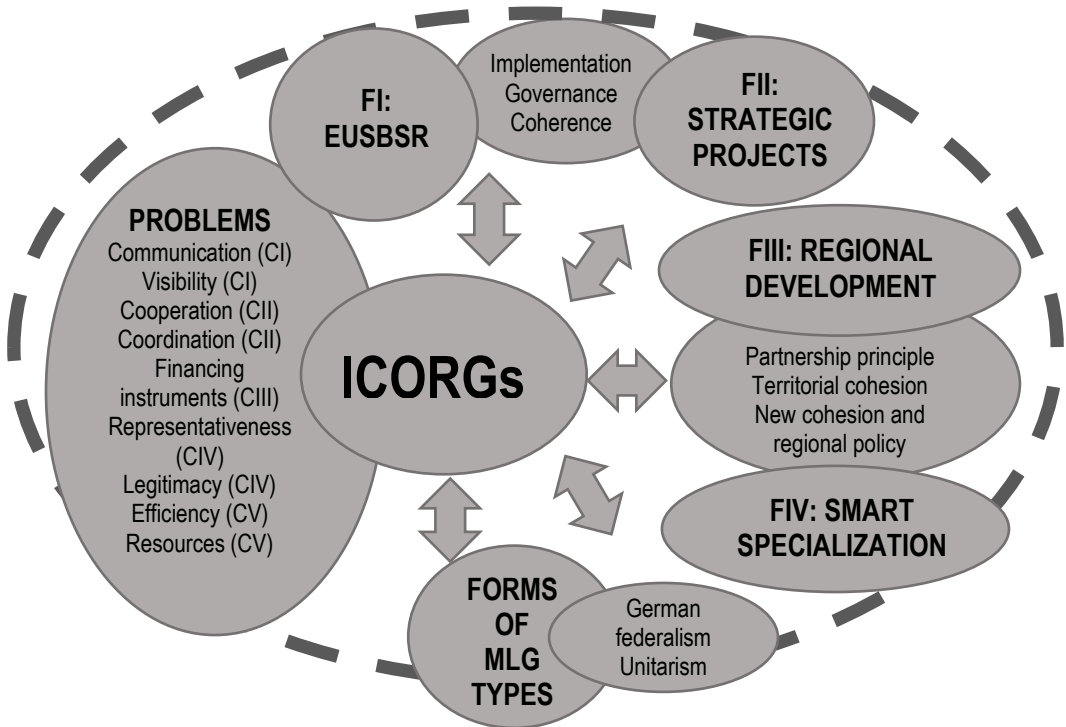 FI:
EUSBSR
Implementation
Governance
Coherence
FII:
STRATEGIC
PROJECTS
PROBLEMS
Communication (CI)
Visibility (CI)
Cooperation (CII)
Coordination (CII)
Financing
instruments (CIII)
Representativeness
(CIV)
Legitimacy (CIV)
Efficiency (CV)
Resources (CV)
ICORGs
FIII: REGIONAL
DEVELOPMENT
Partnership principle
Territorial cohesion
New cohesion and
regional policy
FIV: SMART
SPECIALIZATION
FORMS
OF
MLG
TYPES
German
federalism
Unitarism